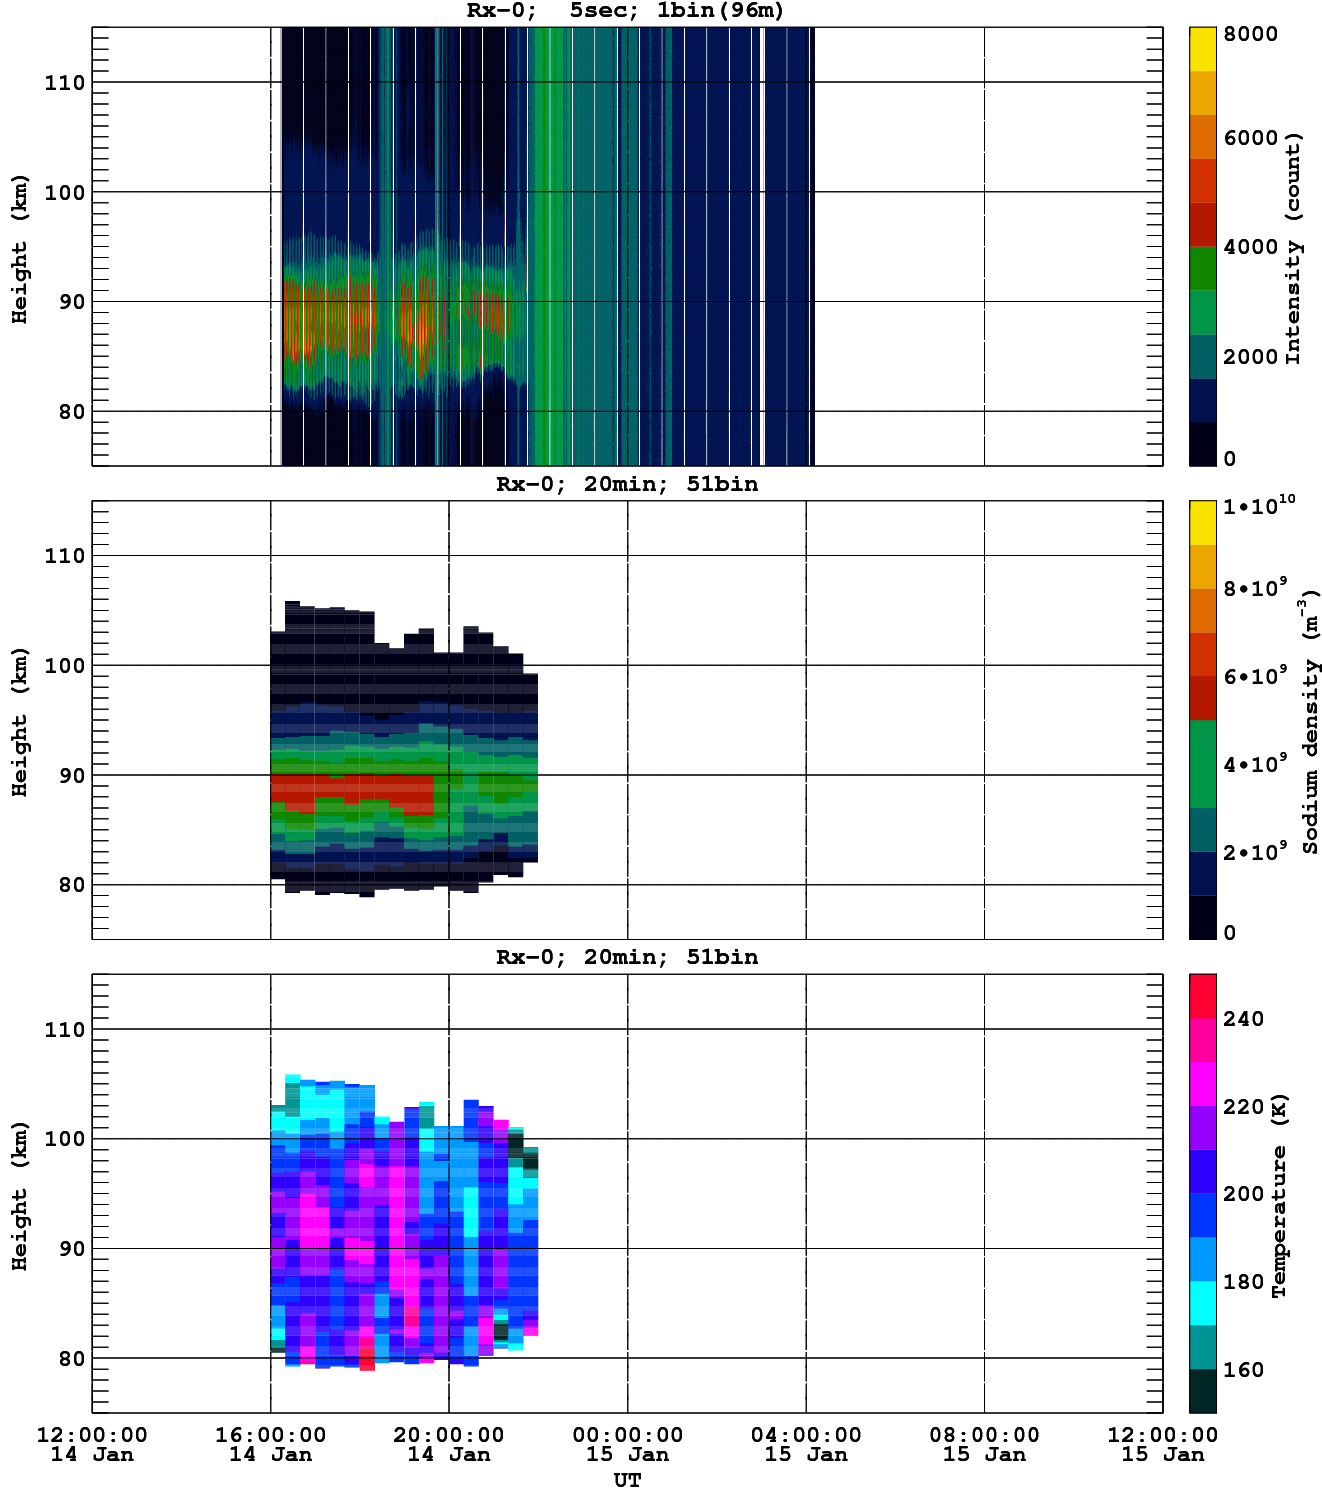 Rx-0;  5sec; 1bin(96m)
110
100
90
80
Height (km)
8000
6000
4000
2000
0
Intensity (count)
Rx-0; 20min; 51bin
110
100
90
80
Height (km)
1•10¹⁰
8•10⁹
6•10⁹
4•10⁹
2•10⁹
0
Sodium density (m⁻³)
Rx-0; 20min; 51bin
110
100
90
80
Height (km)
240
220
200
180
160
Temperature (K)
12:00:00 16:00:00 20:00:00 00:00:00 04:00:00 08:00:00 12:00:00
14 Jan 14 Jan 14 Jan 15 Jan 15 Jan 15 Jan 15 Jan
UT